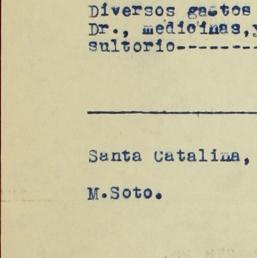 Diversos gastos
Dr., medicinas,y
sultorio--------
Santa Catalina,
M.Soto.